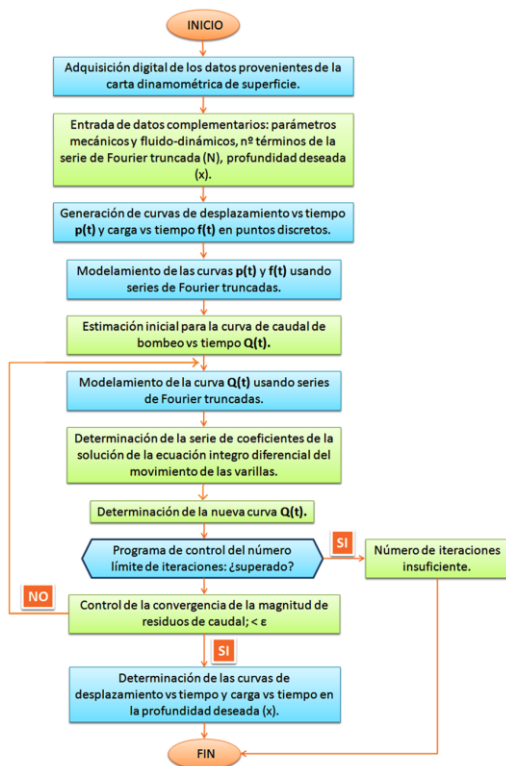 INICIO
Adquisición digital de los datos provenientes de la
carta dinamométrica de superficie.
Entrada de datos complementarios: parámetros
mecánicos y fluido-dinámicos, nº términos de la
serie de Fourier truncada (N), profundidad deseada
(x).
Generación de curvas de desplazamiento vs tiempo
p(t) y carga vs tiempo f(t) en puntos discretos.
Modelamiento de las curvas p(t) y f(t) usando
series de Fourier truncadas.
Estimación inicial para la curva de caudal de
bombeo vs tiempo Q(t).
Modelamiento de la curva Q(t) usando series
de Fourier truncadas.
Determinación de la serie de coeficientes de la
solución de la ecuación integro diferencial del
movimiento de las varillas.
Determinación de la nueva curva Q(t).
Programa de control del número
límite de iteraciones: ¿superado?
SI
Número de iteraciones
insuficiente.
NO
Control de la convergencia de la magnitud de
residuos de caudal; < ε
SI
Determinación de las curvas de
desplazamiento vs tiempo y carga vs tiempo en
la profundidad deseada (x).
FIN